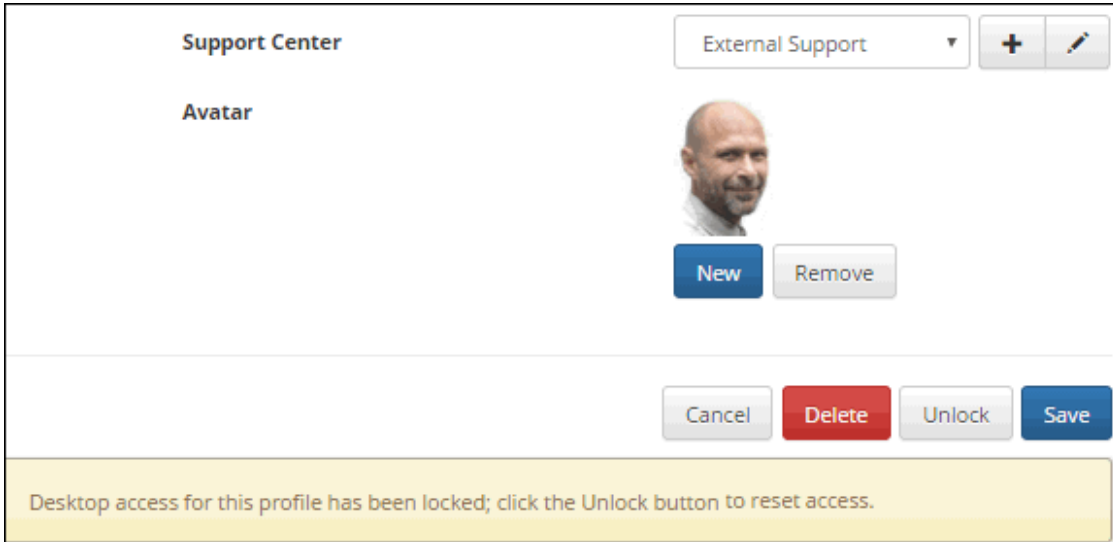 Support Center External Support
Avatar
New Remove
Cancel Delete Unlock Save
Desktop access for this profile has been locked; click the Unlock button to reset access.